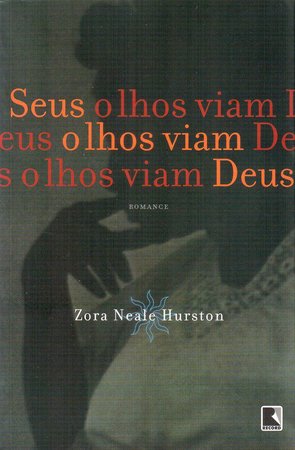 Seus olhos viam D
eus olhos viam De
s olhos viam Deus
ROMANCE
Zora Neale Hurston
R
RECORD